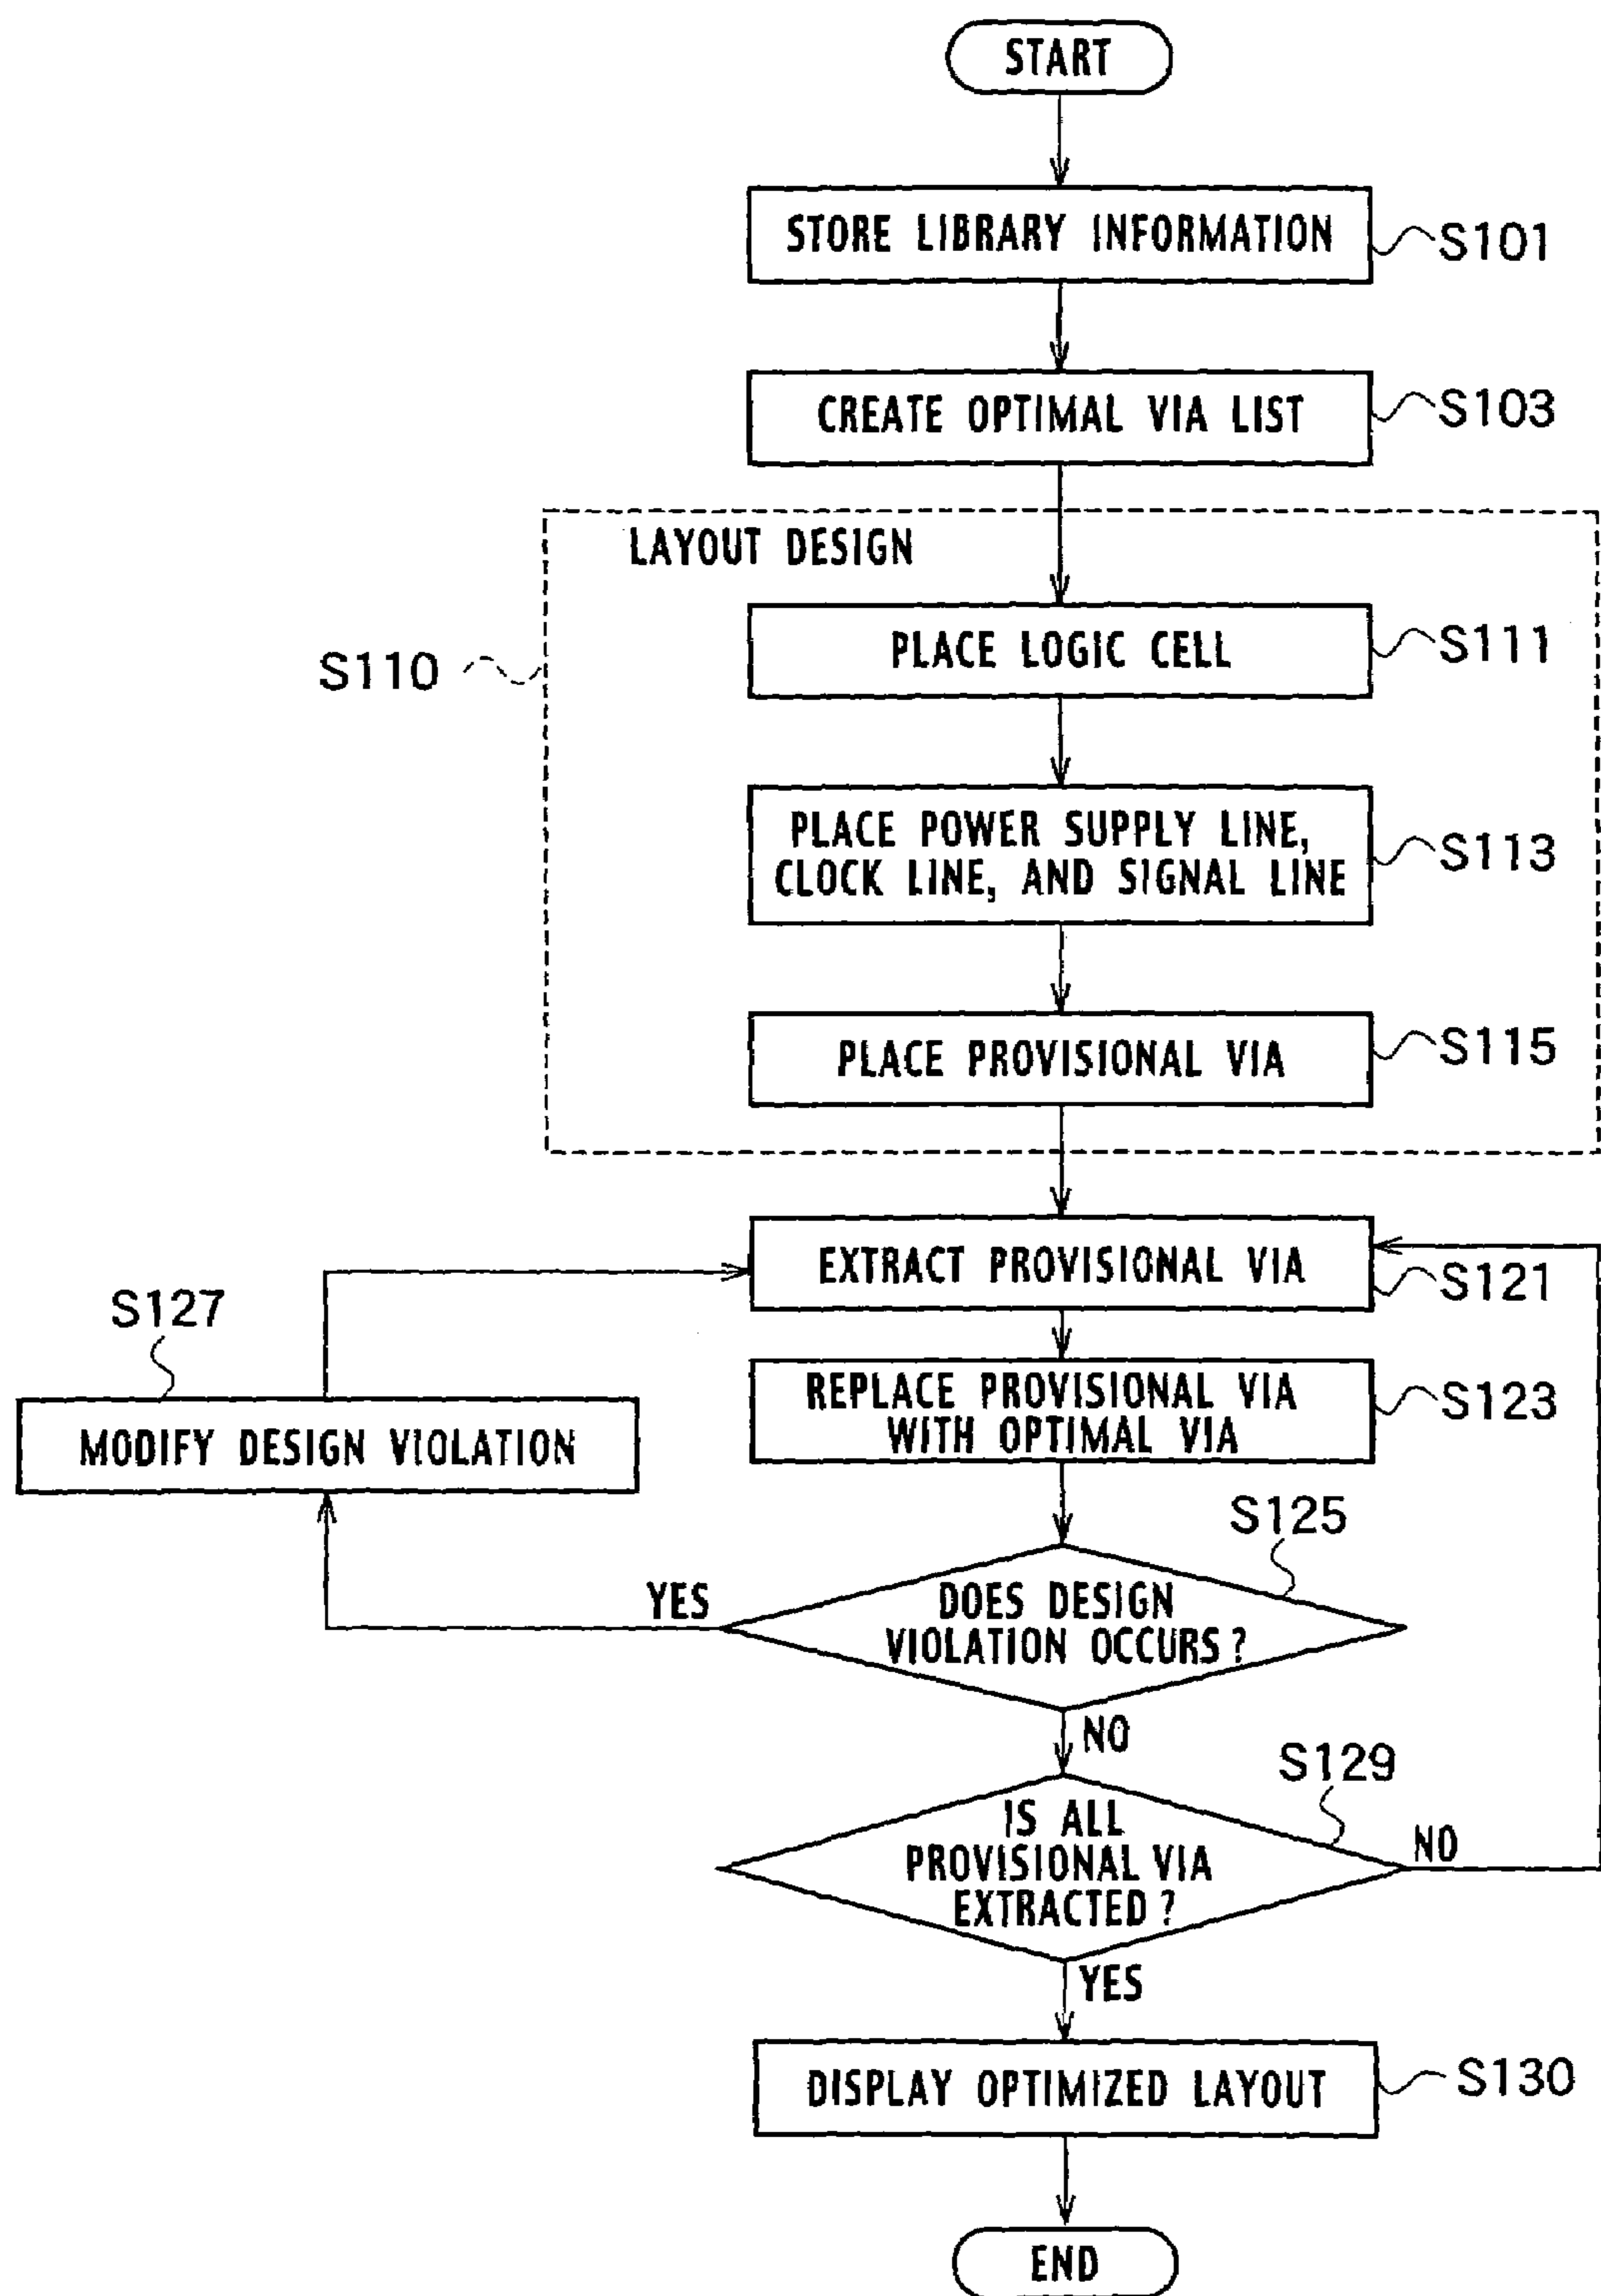 START
STORE LIBRARY INFORMATION
S101
CREATE OPTIMAL VIA LIST
S103
LAYOUT DESIGN
S110
PLACE LOGIC CELL
S111
PLACE POWER SUPPLY LINE,
CLOCK LINE, AND SIGNAL LINE
S113
PLACE PROVISIONAL VIA
S115
EXTRACT PROVISIONAL VIA
S121
S127
MODIFY DESIGN VIOLATION
REPLACE PROVISIONAL VIA
WITH OPTIMAL VIA
S123
S125
YES
DOES DESIGN
VIOLATION OCCURS ?
NO
S129
IS ALL
PROVISIONAL VIA
EXTRACTED ?
NO
YES
DISPLAY OPTIMIZED LAYOUT
S130
END